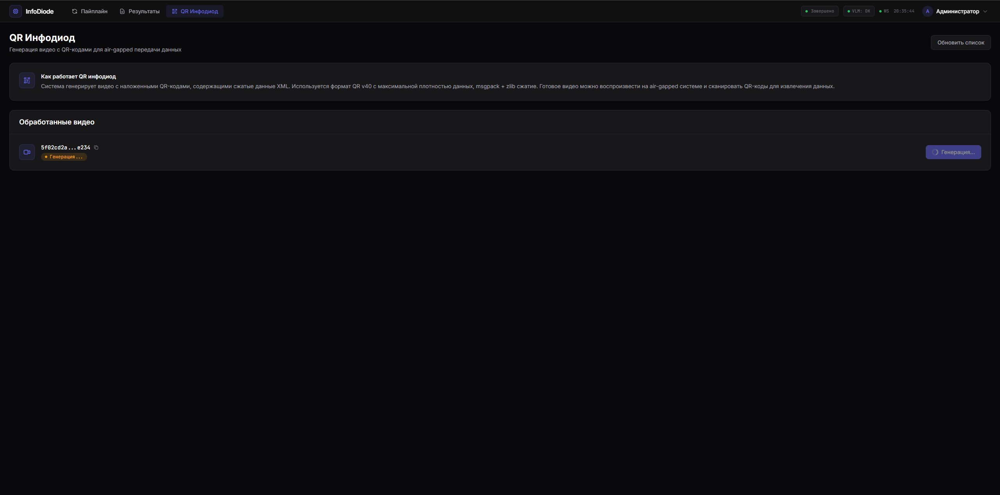 InfoDiode
Пайплайн
Результаты
QR Инфодиод
Завершено
VLM: OK
WS
20:35:44
A
Администратор
QR Инфодиод
Генерация видео с QR-кодами для air-gapped передачи данных
Обновить список
Как работает QR инфодиод
Система генерирует видео с наложенными QR-кодами, содержащими сжатые данные XML. Используется формат QR v40 с максимальной плотностью данных, msgpack + zlib сжатие. Готовое видео можно воспроизвести на air-gapped системе и сканировать QR-коды для извлечения данных.
Обработанные видео
5f02cd2a...e234
Генерация...
Генерация...